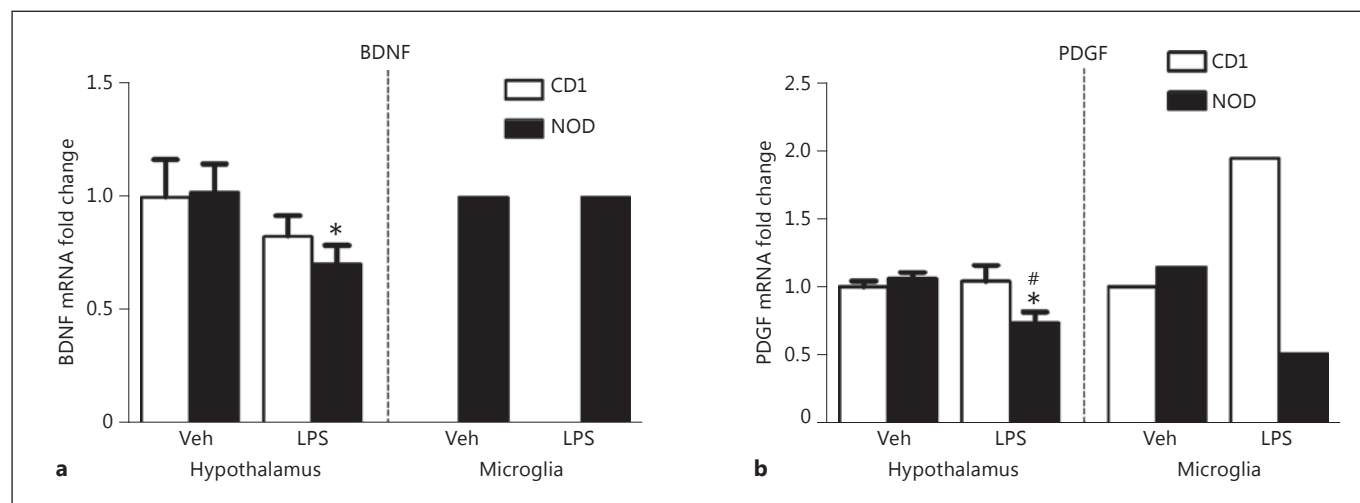 BDNF
CD1
NOD
1.5
1.0
0.5
0
BDNF mRNA fold change
*
Veh
LPS
Veh
LPS
Hypothalamus
Microglia
a
PDGF
CD1
NOD
2.5
2.0
1.5
1.0
0.5
0
PDGF mRNA fold change
#
*
Veh
LPS
Veh
LPS
Hypothalamus
Microglia
b